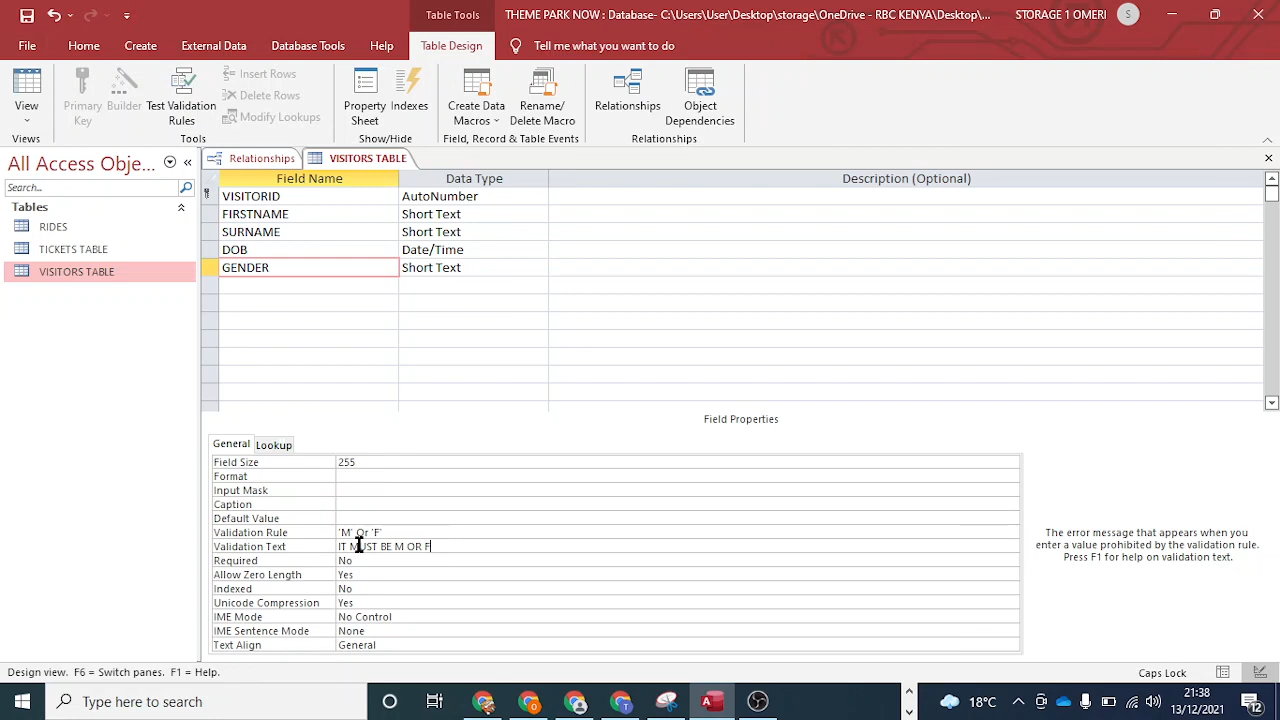 Table Tools
THEME PARK NOW : Database- C:\Users\User\Desktop\storage\OneDrive - RBC KENYA\Desktop\...
STORAGE 1 OMERI
S
File
Home
Create
External Data
Database Tools
Help
Table Design
Tell me what you want to do
View
Primary Key
Builder
Test Validation Rules
Insert Rows
Delete Rows
Modify Lookups
Property Sheet
Indexes
Create Data Macros
Rename/ Delete Macro
Relationships
Object Dependencies
Views
Tools
Show/Hide
Field, Record & Table Events
Relationships
All Access Obje...
Search...
Tables
RIDES
TICKETS TABLE
VISITORS TABLE
Relationships
VISITORS TABLE
Field Name Data Type Description (Optional)
VISITORID AutoNumber
FIRSTNAME Short Text
SURNAME Short Text
DOB Date/Time
GENDER Short Text
Field Properties
General Lookup
Field Size 255
Format
Input Mask
Caption
Default Value
Validation Rule 'M' Or 'F'
Validation Text IT MUST BE M OR F
Required No
Allow Zero Length Yes
Indexed No
Unicode Compression Yes
IME Mode No Control
IME Sentence Mode None
Text Align General
The error message that appears when you
enter a value prohibited by the validation rule.
Press F1 for help on validation text.
Design view. F6 = Switch panes. F1 = Help.
Caps Lock
Type here to search
T
18°C
21:38
13/12/2021
12